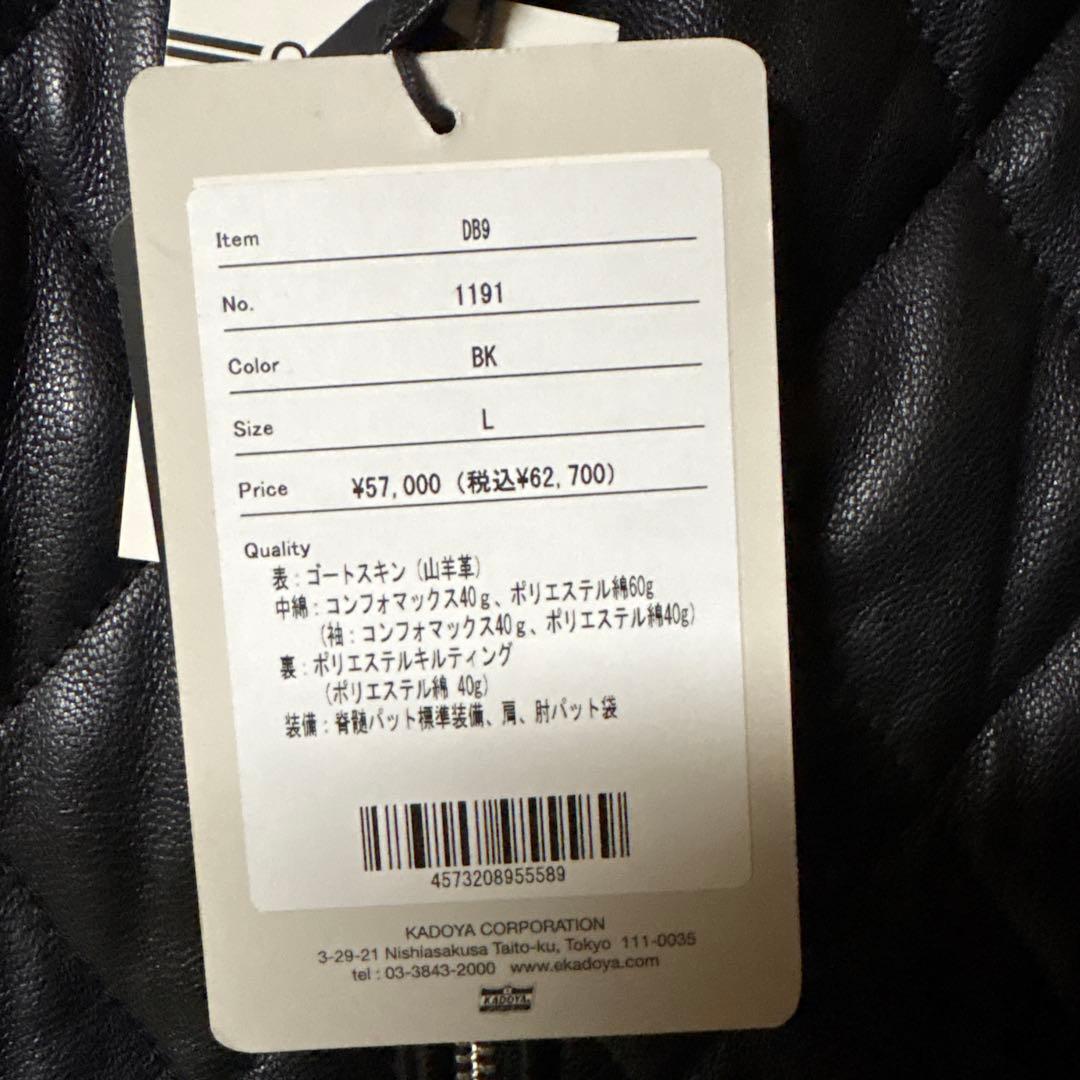 Item DB9
No. 1191
Color BK
Size L
Price ¥57,000 (税込¥62,700)
Quality
表:ゴートスキン (山羊革)
中綿:コンフォマックス40g、ポリエステル綿60g
(袖:コンフォマックス40g、ポリエステル綿40g)
裏:ポリエステルキルティング
(ポリエステル綿 40g)
装備:脊髄パット標準装備、肩、肘パット袋
4573208955589
KADOYA CORPORATION
3-29-21 Nishiasakusa Taito-ku, Tokyo 111-0035
tel : 03-3843-2000 www.ekadoya.com
KADOYA